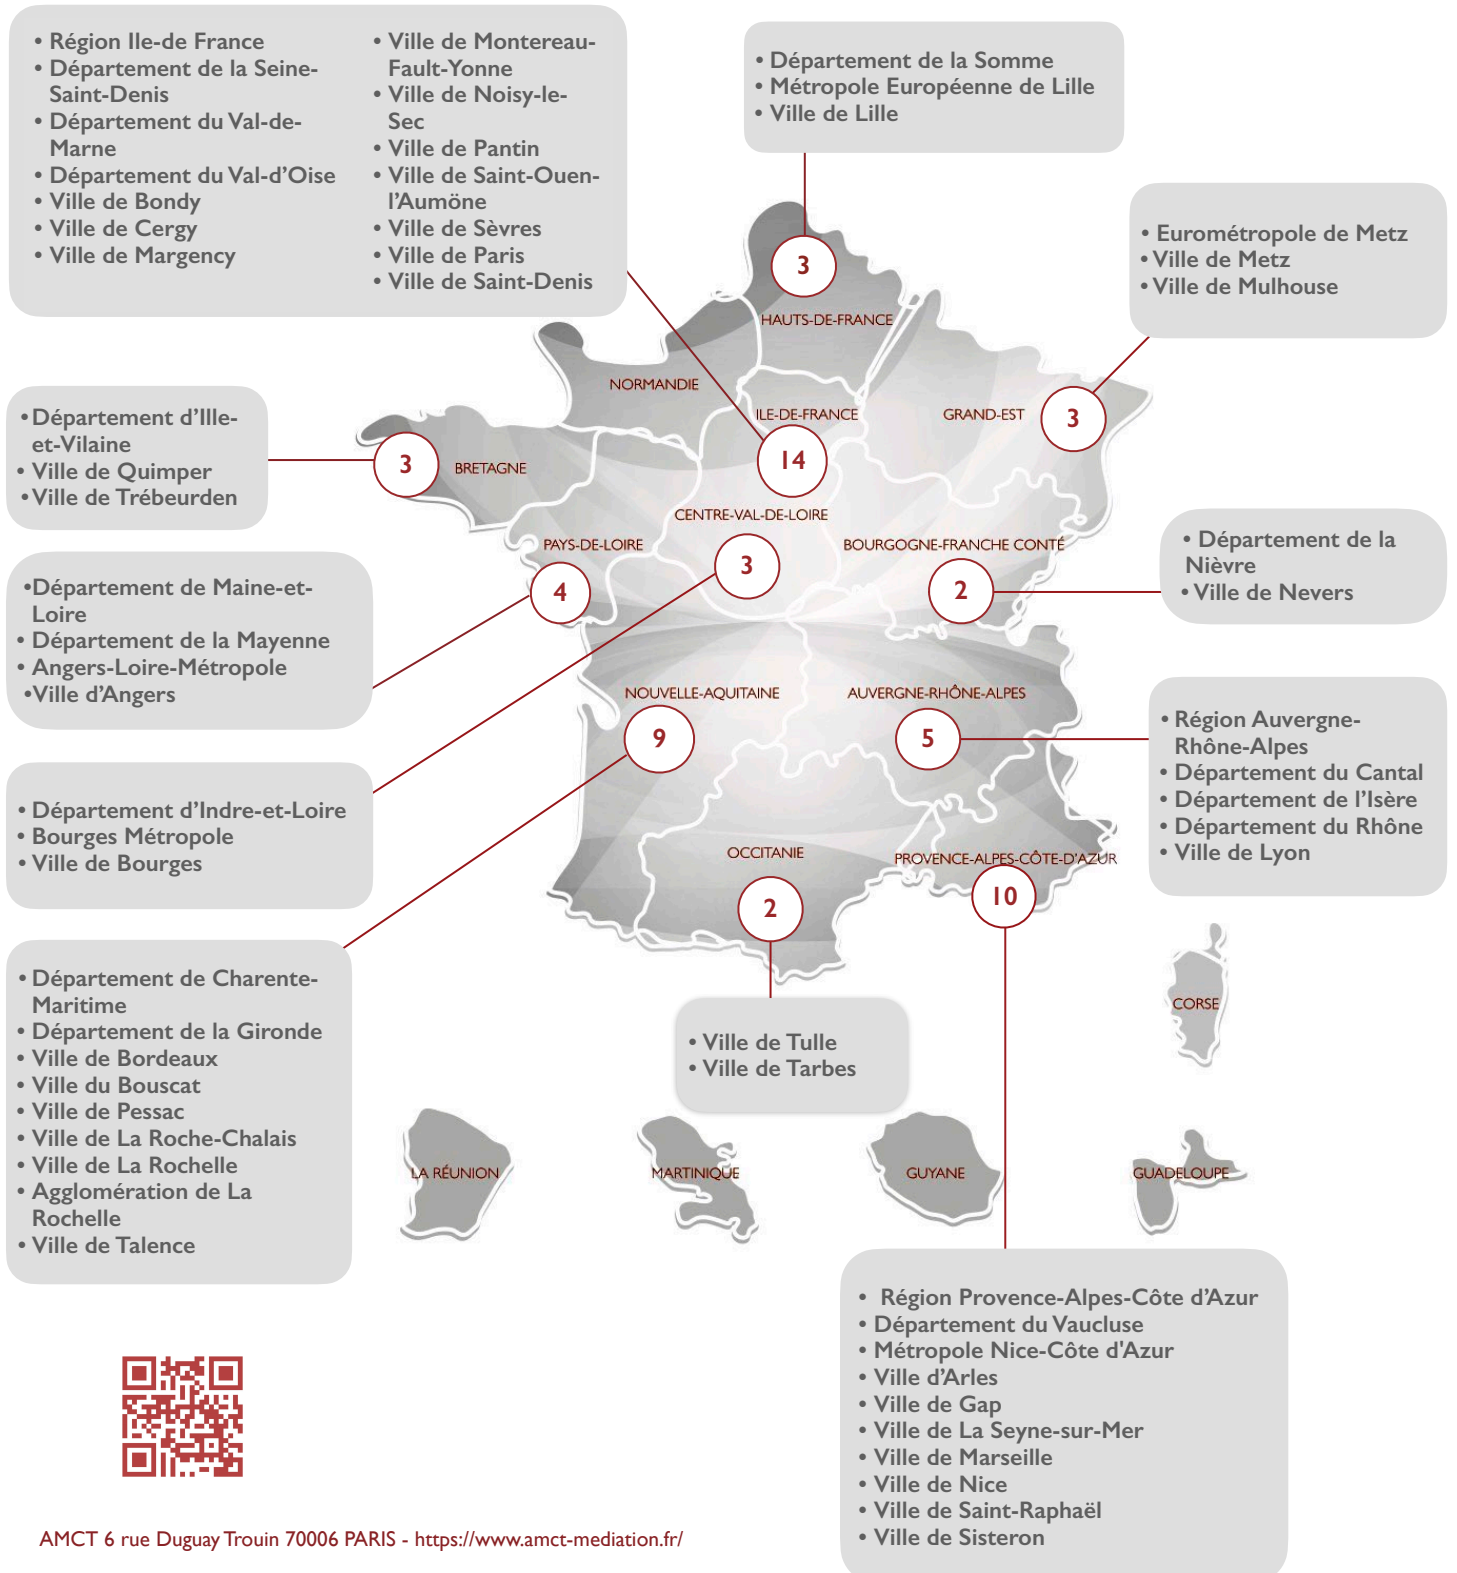 • Région Ile-de France
• Département de la Seine-
Saint-Denis
• Département du Val-de-
Marne
• Département du Val-d’Oise
• Ville de Bondy
• Ville de Cergy
• Ville de Margency
• Ville de Montereau-
Fault-Yonne
• Ville de Noisy-le-
Sec
• Ville de Pantin
• Ville de Saint-Ouen-
l’Aumöne
• Ville de Sèvres
• Ville de Paris
• Ville de Saint-Denis
• Département de la Somme
• Métropole Européenne de Lille
• Ville de Lille
• Eurométropole de Metz
• Ville de Metz
• Ville de Mulhouse
3
HAUTS-DE-FRANCE
NORMANDIE
ILE-DE-FRANCE
GRAND-EST
3
14
• Département d’Ille-
et-Vilaine
• Ville de Quimper
• Ville de Trébeurden
3
BRETAGNE
CENTRE-VAL-DE-LOIRE
3
PAYS-DE-LOIRE
4
BOURGOGNE-FRANCHE CONTÉ
2
• Département de la
Nièvre
• Ville de Nevers
•Département de Maine-et-
Loire
• Département de la Mayenne
• Angers-Loire-Métropole
•Ville d’Angers
NOUVELLE-AQUITAINE
9
AUVERGNE-RHÔNE-ALPES
5
• Région Auvergne-
Rhône-Alpes
• Département du Cantal
• Département de l’Isère
• Département du Rhône
• Ville de Lyon
• Département d’Indre-et-Loire
• Bourges Métropole
• Ville de Bourges
OCCITANIE
2
PROVENCE-ALPES-CÔTE-D'AZUR
10
• Département de Charente-
Maritime
• Département de la Gironde
• Ville de Bordeaux
• Ville du Bouscat
• Ville de Pessac
• Ville de La Roche-Chalais
• Ville de La Rochelle
• Agglomération de La
Rochelle
• Ville de Talence
• Ville de Tulle
• Ville de Tarbes
CORSE
LA RÉUNION
MARTINIQUE
GUYANE
GUADELOUPE
• Région Provence-Alpes-Côte d’Azur
• Département du Vaucluse
• Métropole Nice-Côte d'Azur
• Ville d’Arles
• Ville de Gap
• Ville de La Seyne-sur-Mer
• Ville de Marseille
• Ville de Nice
• Ville de Saint-Raphaël
• Ville de Sisteron
AMCT 6 rue Duguay Trouin 70006 PARIS - https://www.amct-mediation.fr/